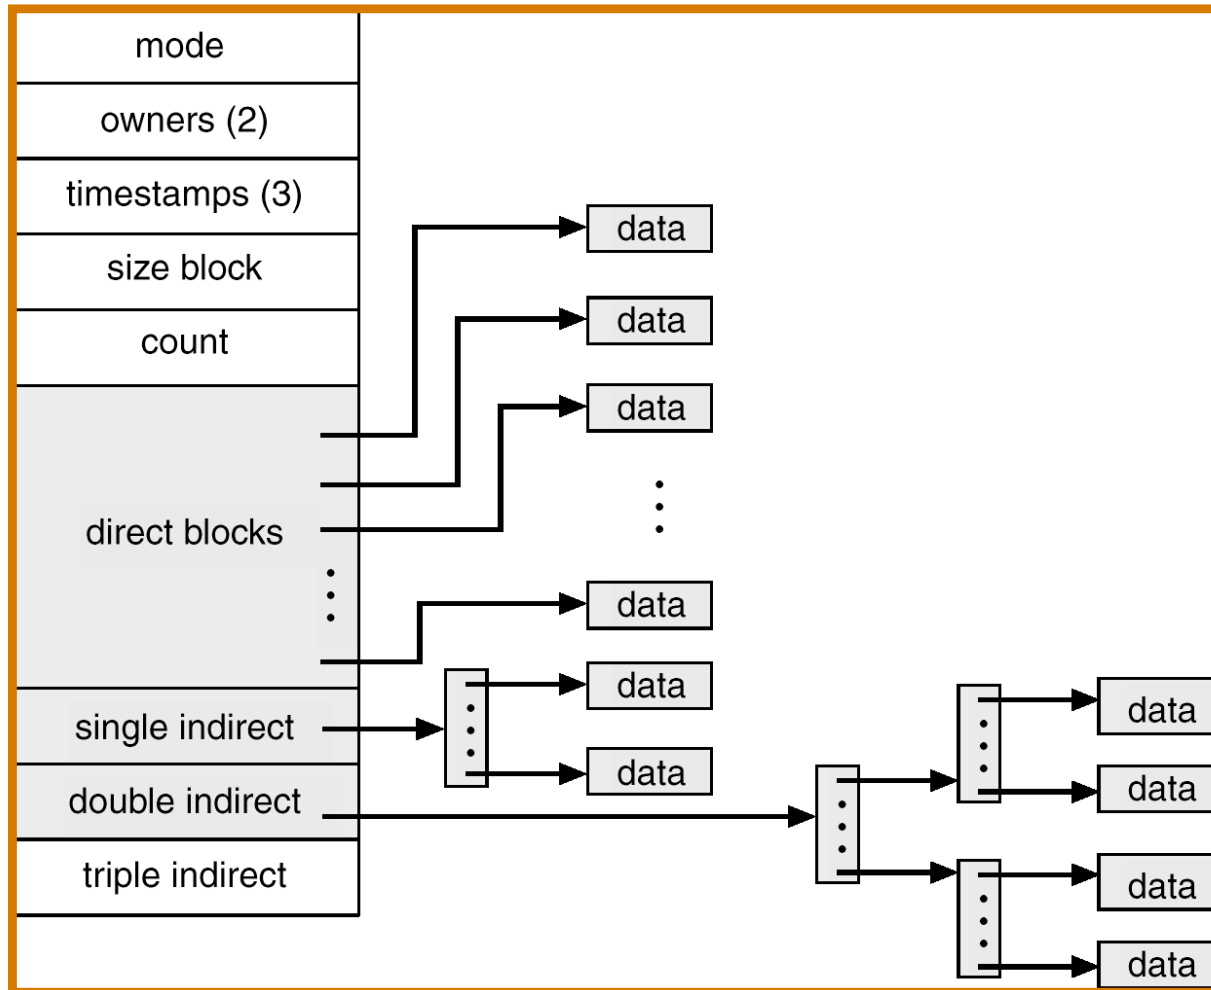 mode
owners (2)
timestamps (3)
size block
count
direct blocks
single indirect
double indirect
triple indirect
data
data
data
data
data
data
data
data
data
data